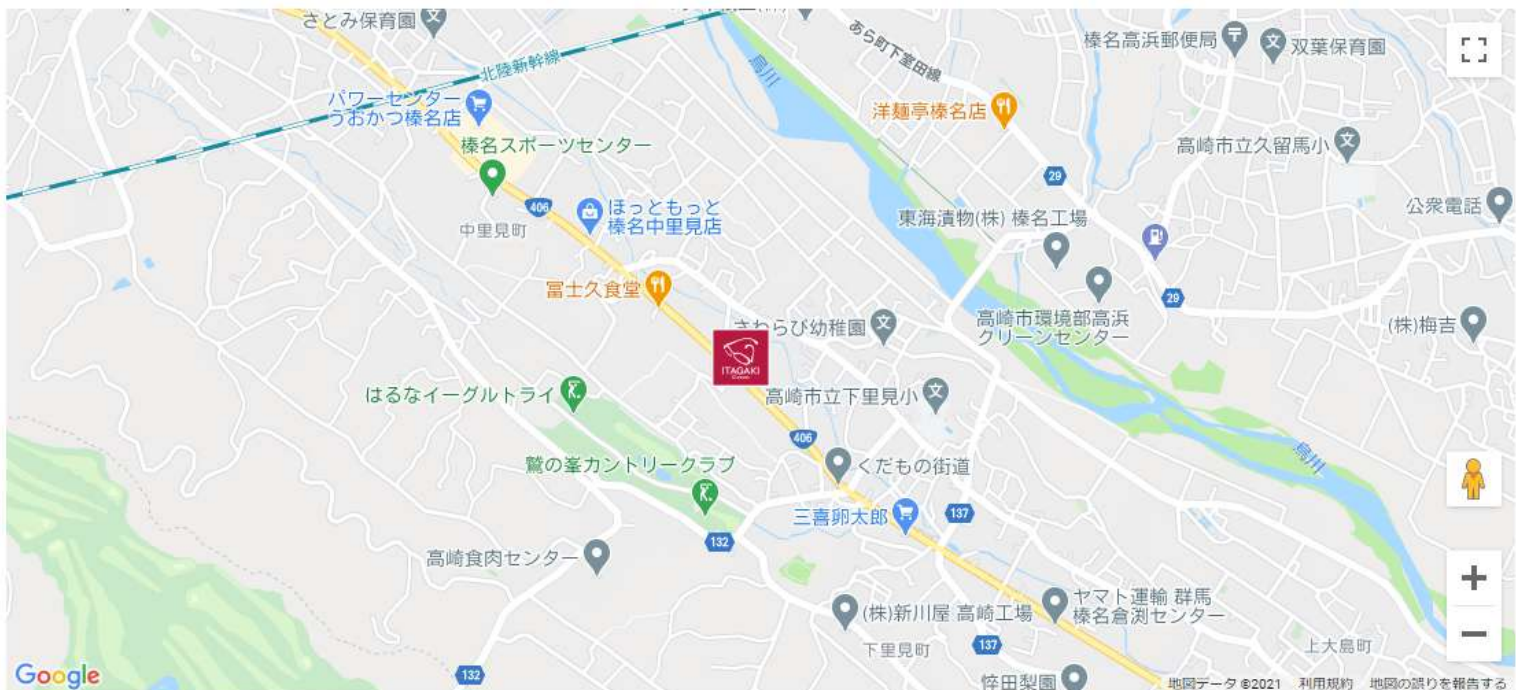 さとみ保育園
北陸新幹線
パワーセンター
うおかつ榛名店
榛名スポーツセンター
406
ほっともっと
榛名中里見店
中里見町
冨士久食堂
烏川
あら町下室田線
榛名高浜郵便局
双葉保育園
洋麺亭榛名店
高崎市立久留馬小
29
公衆電話
東海漬物(株) 榛名工場
高崎市環境部高浜
クリーンセンター
29
(株)梅吉
さわらび幼稚園
ITAGAKI
はるなイーグルトライ
高崎市立下里見小
406
くだもの街道
鷲の峯カントリークラブ
三喜卵太郎
137
132
烏川
高崎食肉センター
(株)新川屋 高崎工場
ヤマト運輸 群馬
榛名倉渕センター
下里見町
137
上大島町
132
Google
地図データ ©2021 利用規約 地図の誤りを報告する